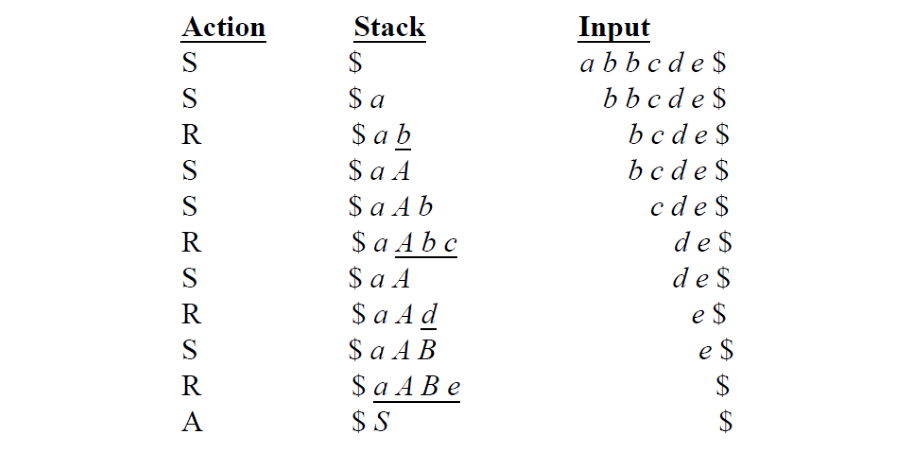 Action Stack Input
S $ a b b c d e $
S $ a b b c d e $
R $ a b b c d e $
S $ a A b c d e $
S $ a A b c d e $
R $ a A b c d e $
S $ a A d e $
R $ a A d e $
S $ a A B e $
R $ a A B e $
A $ S $